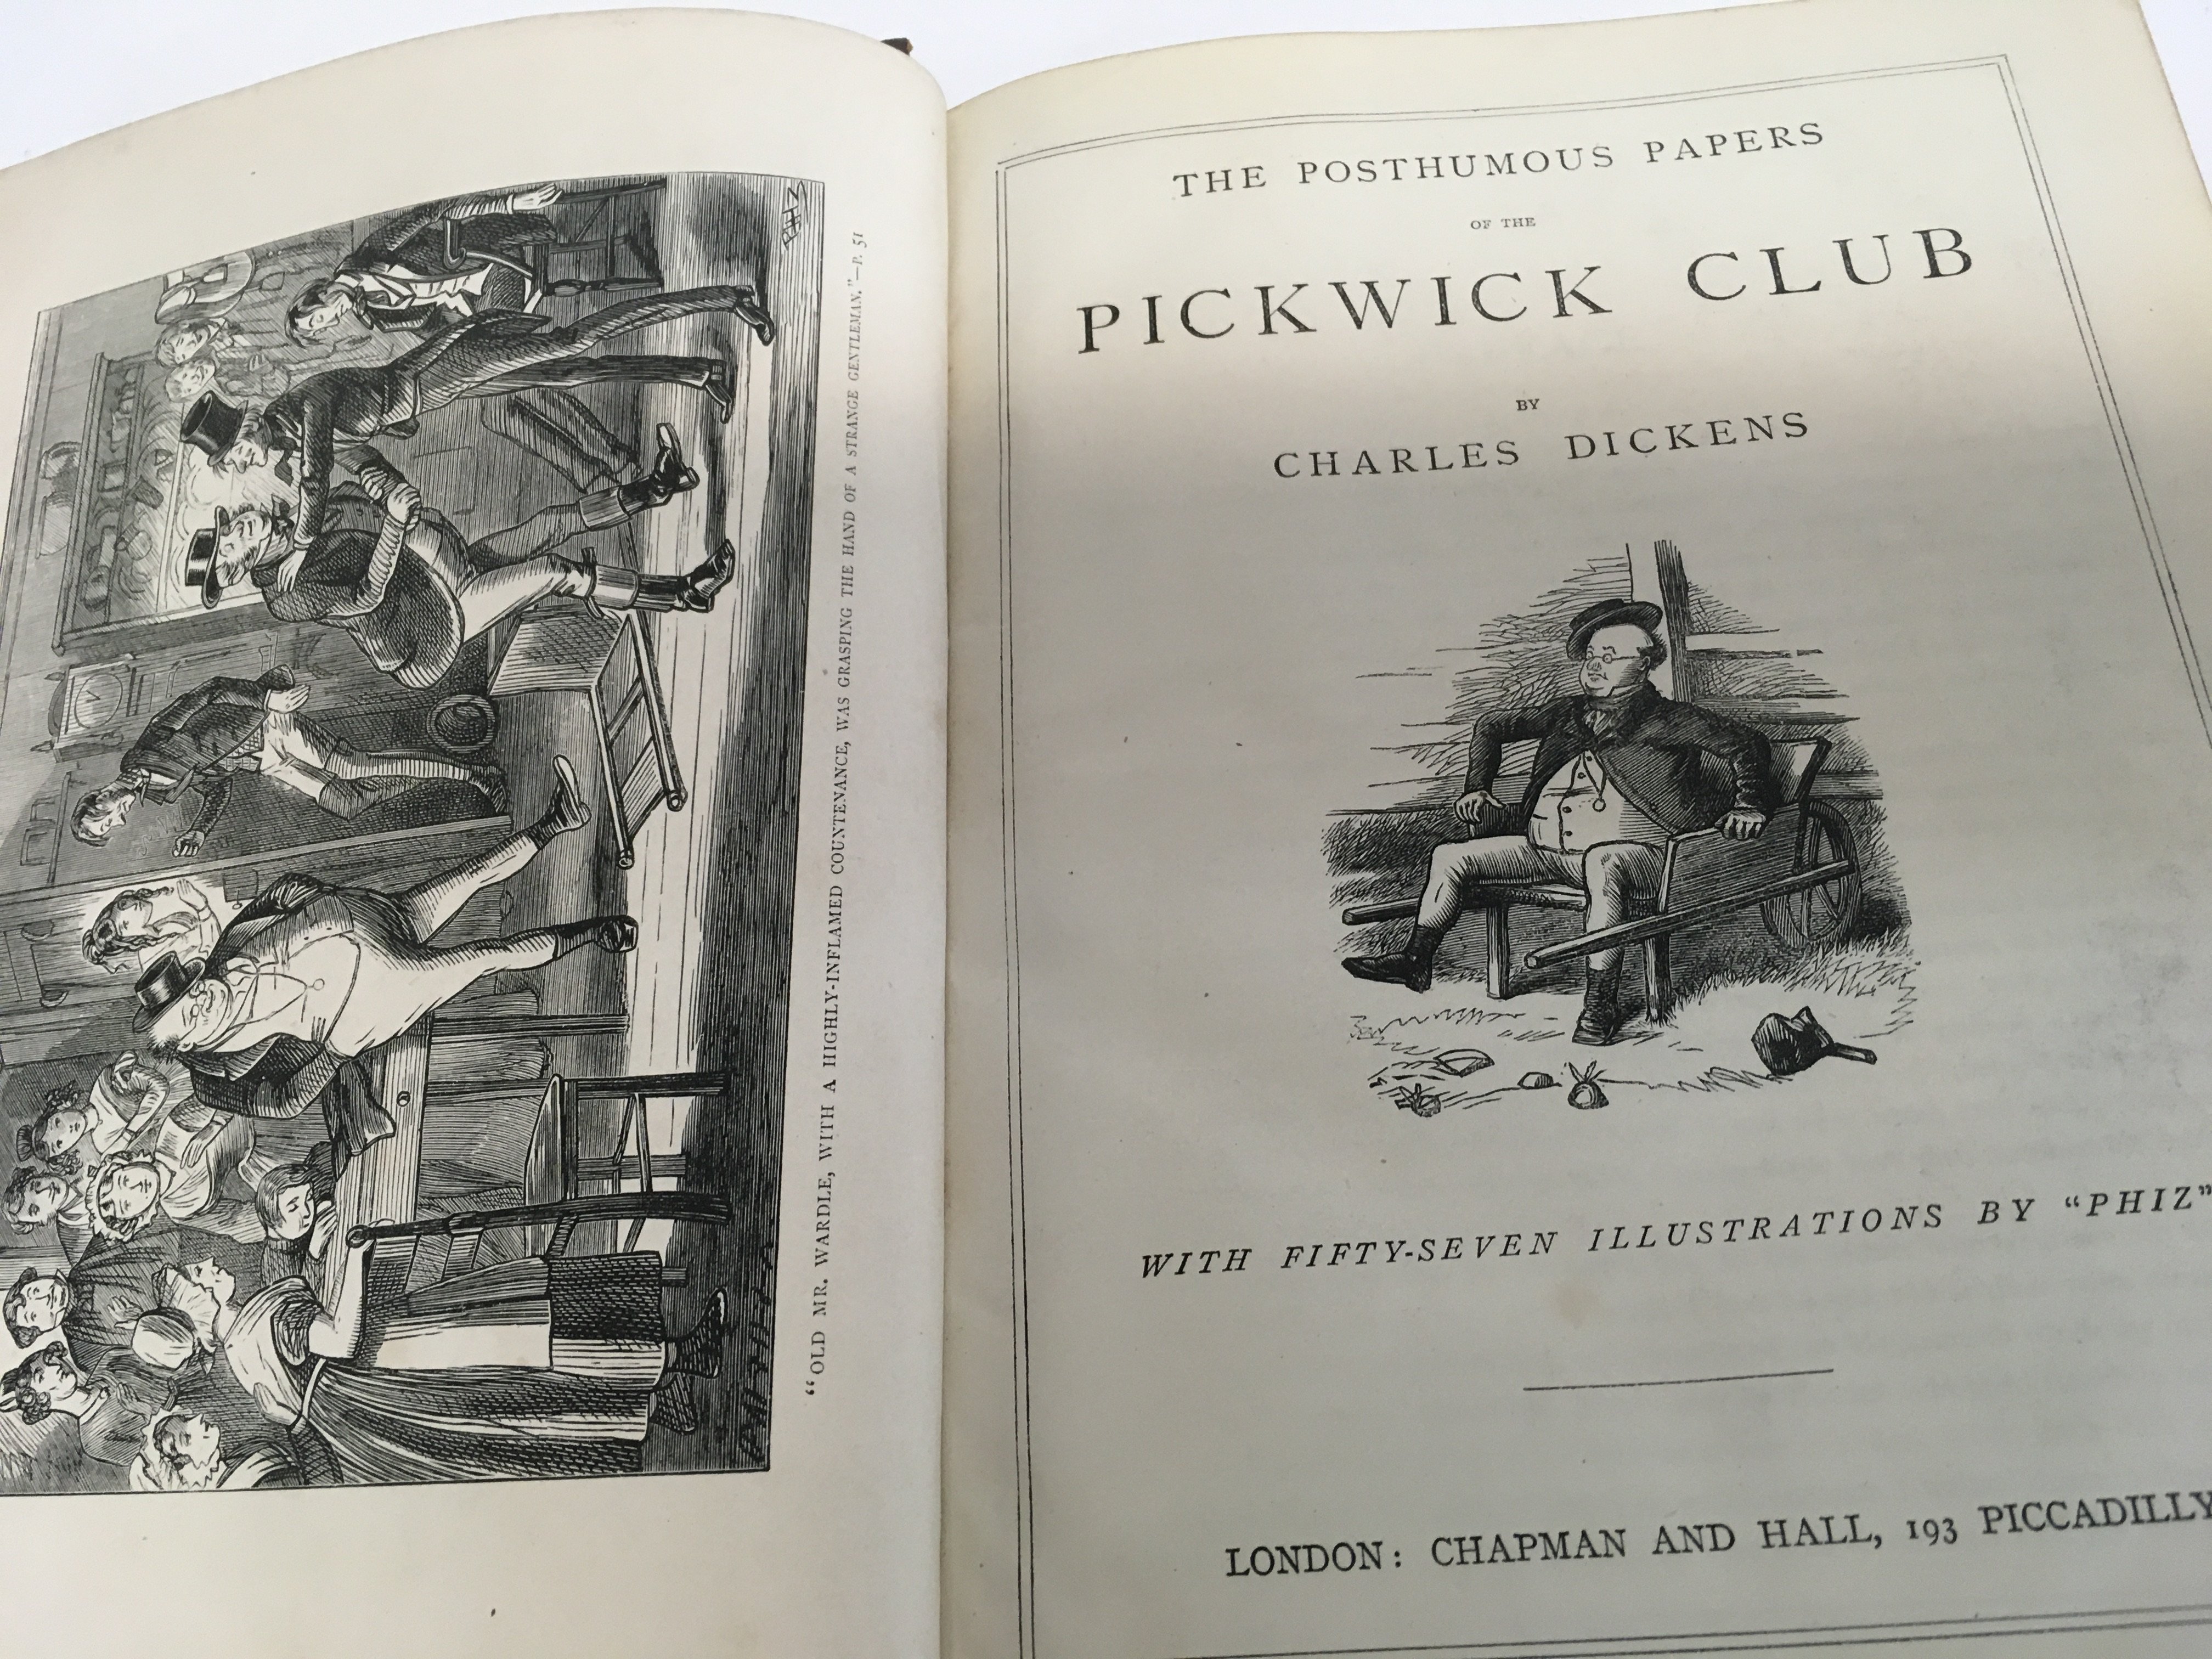 PHIZ
"OLD MR. WARDLE, WITH A HIGHLY-INFLAMED COUNTENANCE, WAS GRASPING THE HAND OF A STRANGE GENTLEMAN."—P. 51
THE POSTHUMOUS PAPERS
OF THE
PICKWICK CLUB
BY
CHARLES DICKENS
WITH FIFTY-SEVEN ILLUSTRATIONS BY "PHIZ"
LONDON: CHAPMAN AND HALL, 193 PICCADILLY